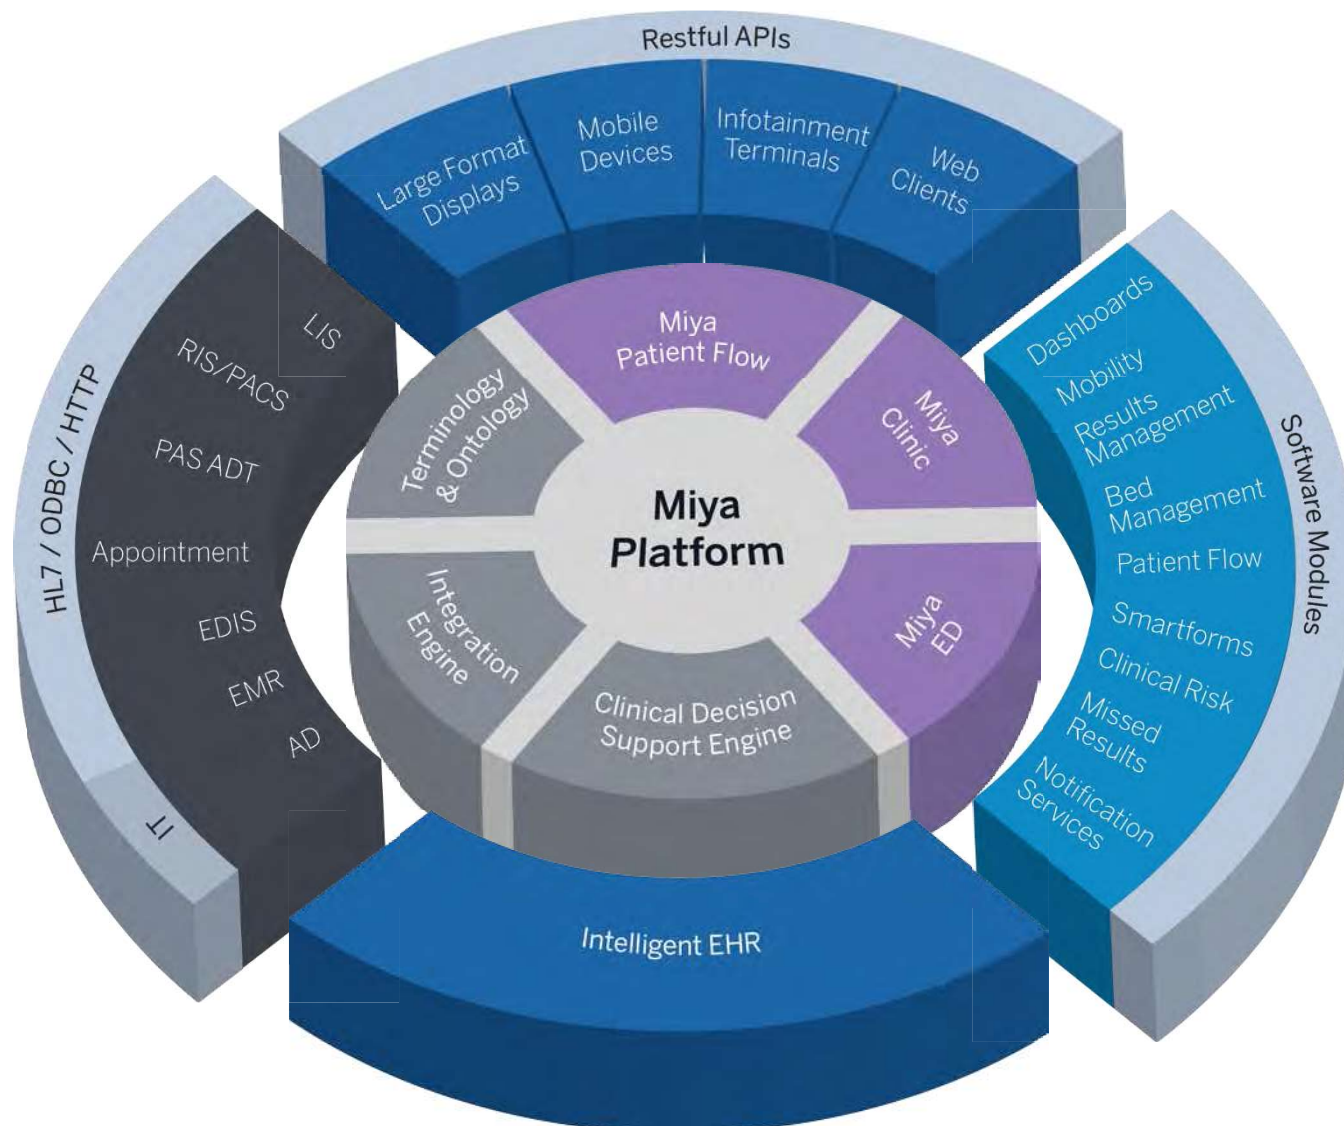 Restful APIs
Large Format
Displays
Mobile
Devices
Infotainment
Terminals
Web
Clients
HL7 / ODBC / HTTP
IT
LIS
RIS/PACS
PAS ADT
Appointment
EDIS
EMR
AD
Miya
Patient Flow
Miya
Clinic
Miya
ED
Clinical Decision
Support Engine
Integration
Engine
Terminology
& Ontology
Miya
Platform
Dashboards
Mobility
Results
Management
Bed
Management
Patient Flow
Smartforms
Clinical Risk
Missed
Results
Notification
Services
Software Modules
Intelligent EHR